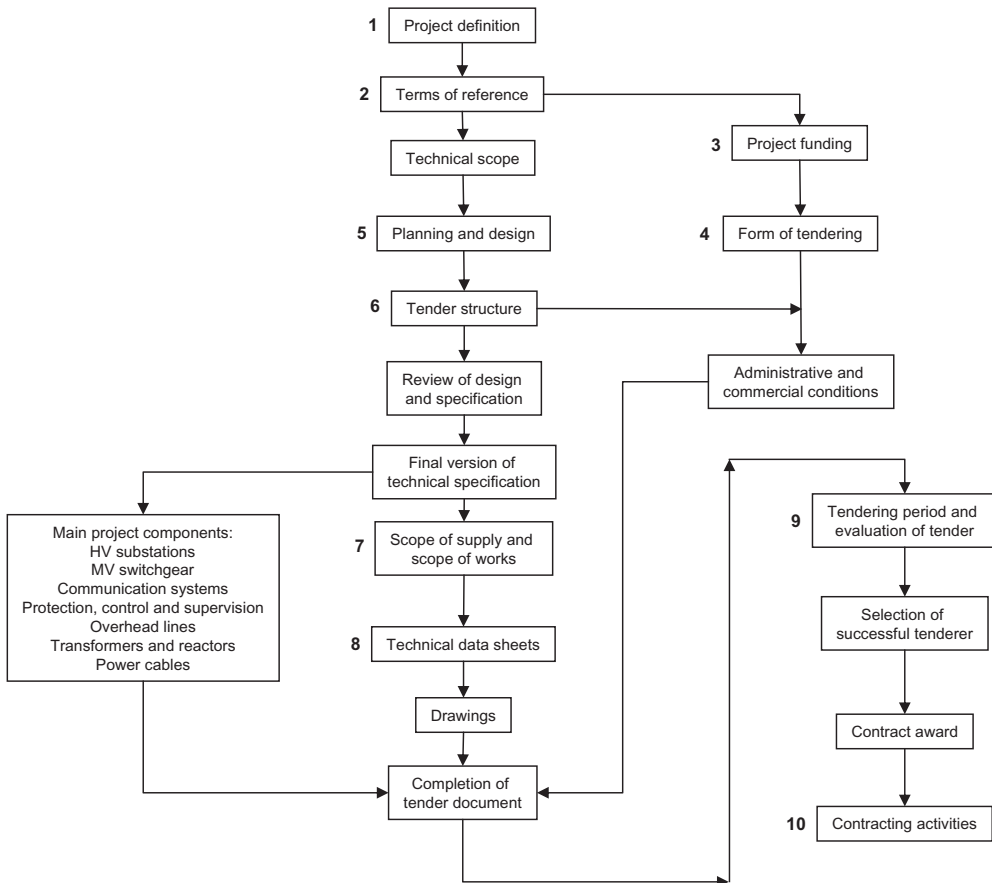 1 Project definition
2 Terms of reference
Technical scope
3 Project funding
5 Planning and design
4 Form of tendering
6 Tender structure
Review of design
and specification
Administrative and
commercial conditions
Final version of
technical specification
Main project components:
HV substations
MV switchgear
Communication systems
Protection, control and supervision
Overhead lines
Transformers and reactors
Power cables
7 Scope of supply and
scope of works
8 Technical data sheets
Drawings
Completion of
tender document
9 Tendering period and
evaluation of tender
Selection of
successful tenderer
Contract award
10 Contracting activities